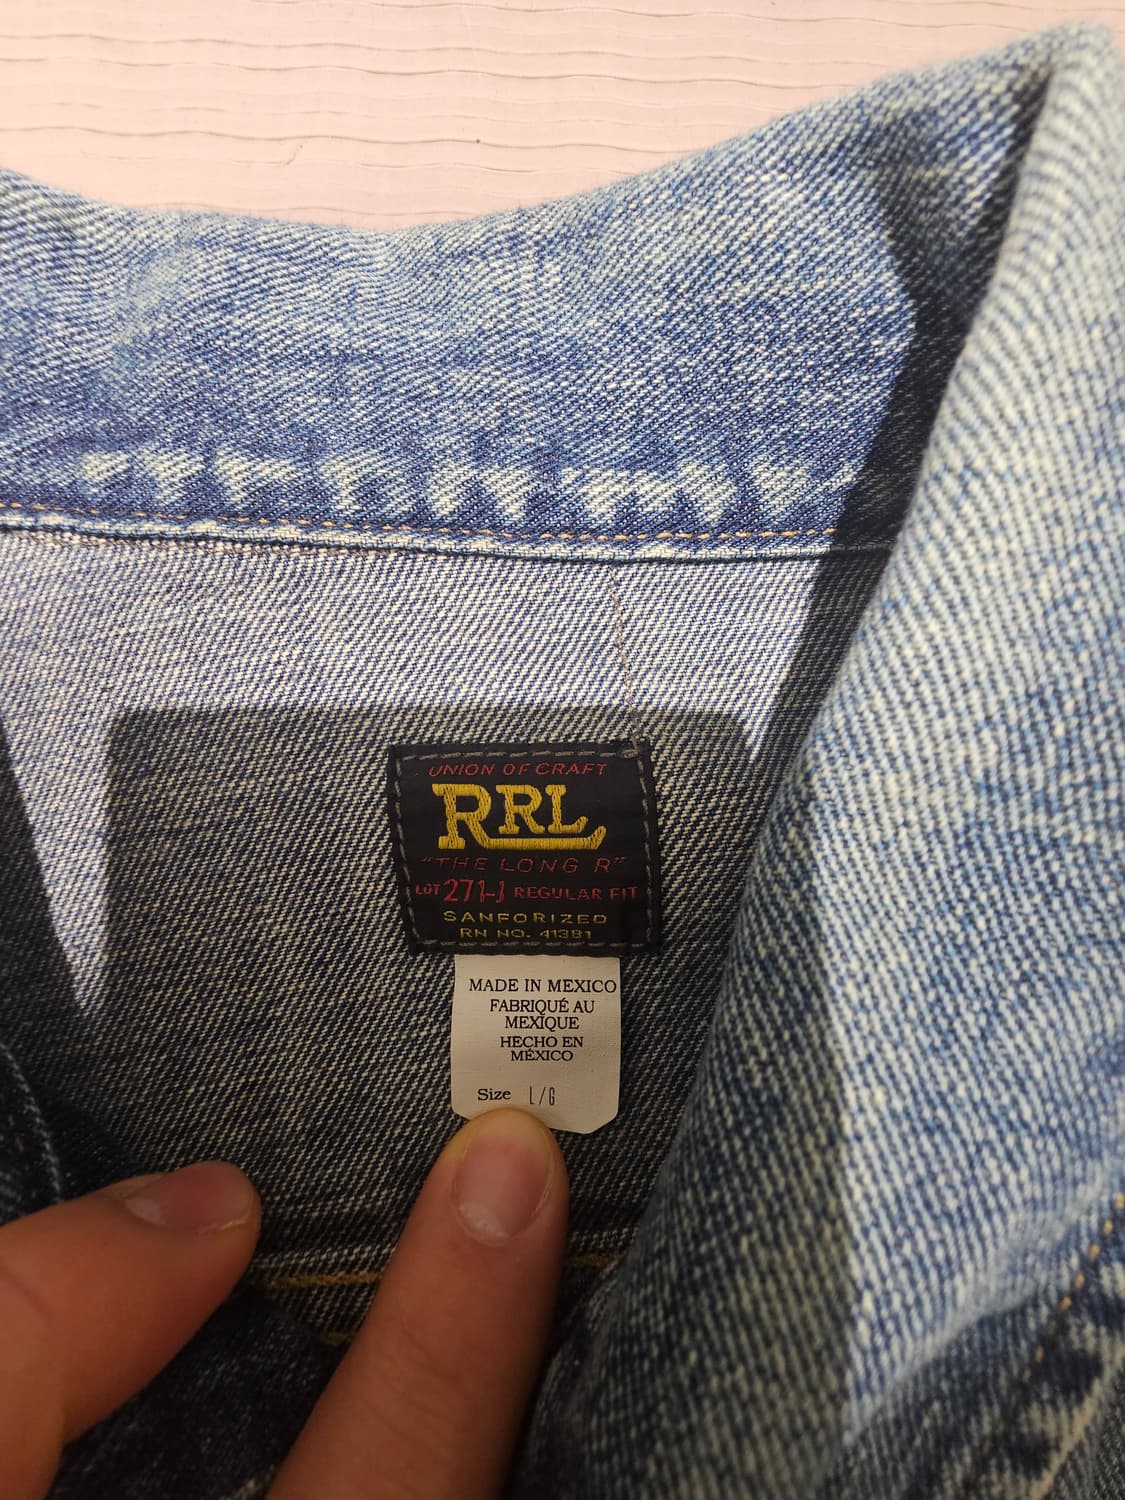 UNION OF CRAFT
RRL
"THE LONG R"
LOT 271-J REGULAR FIT
SANFORIZED
RN NO. 41381
MADE IN MEXICO
FABRIQUÉ AU
MEXIQUE
HECHO EN
MÉXICO
Size L/G